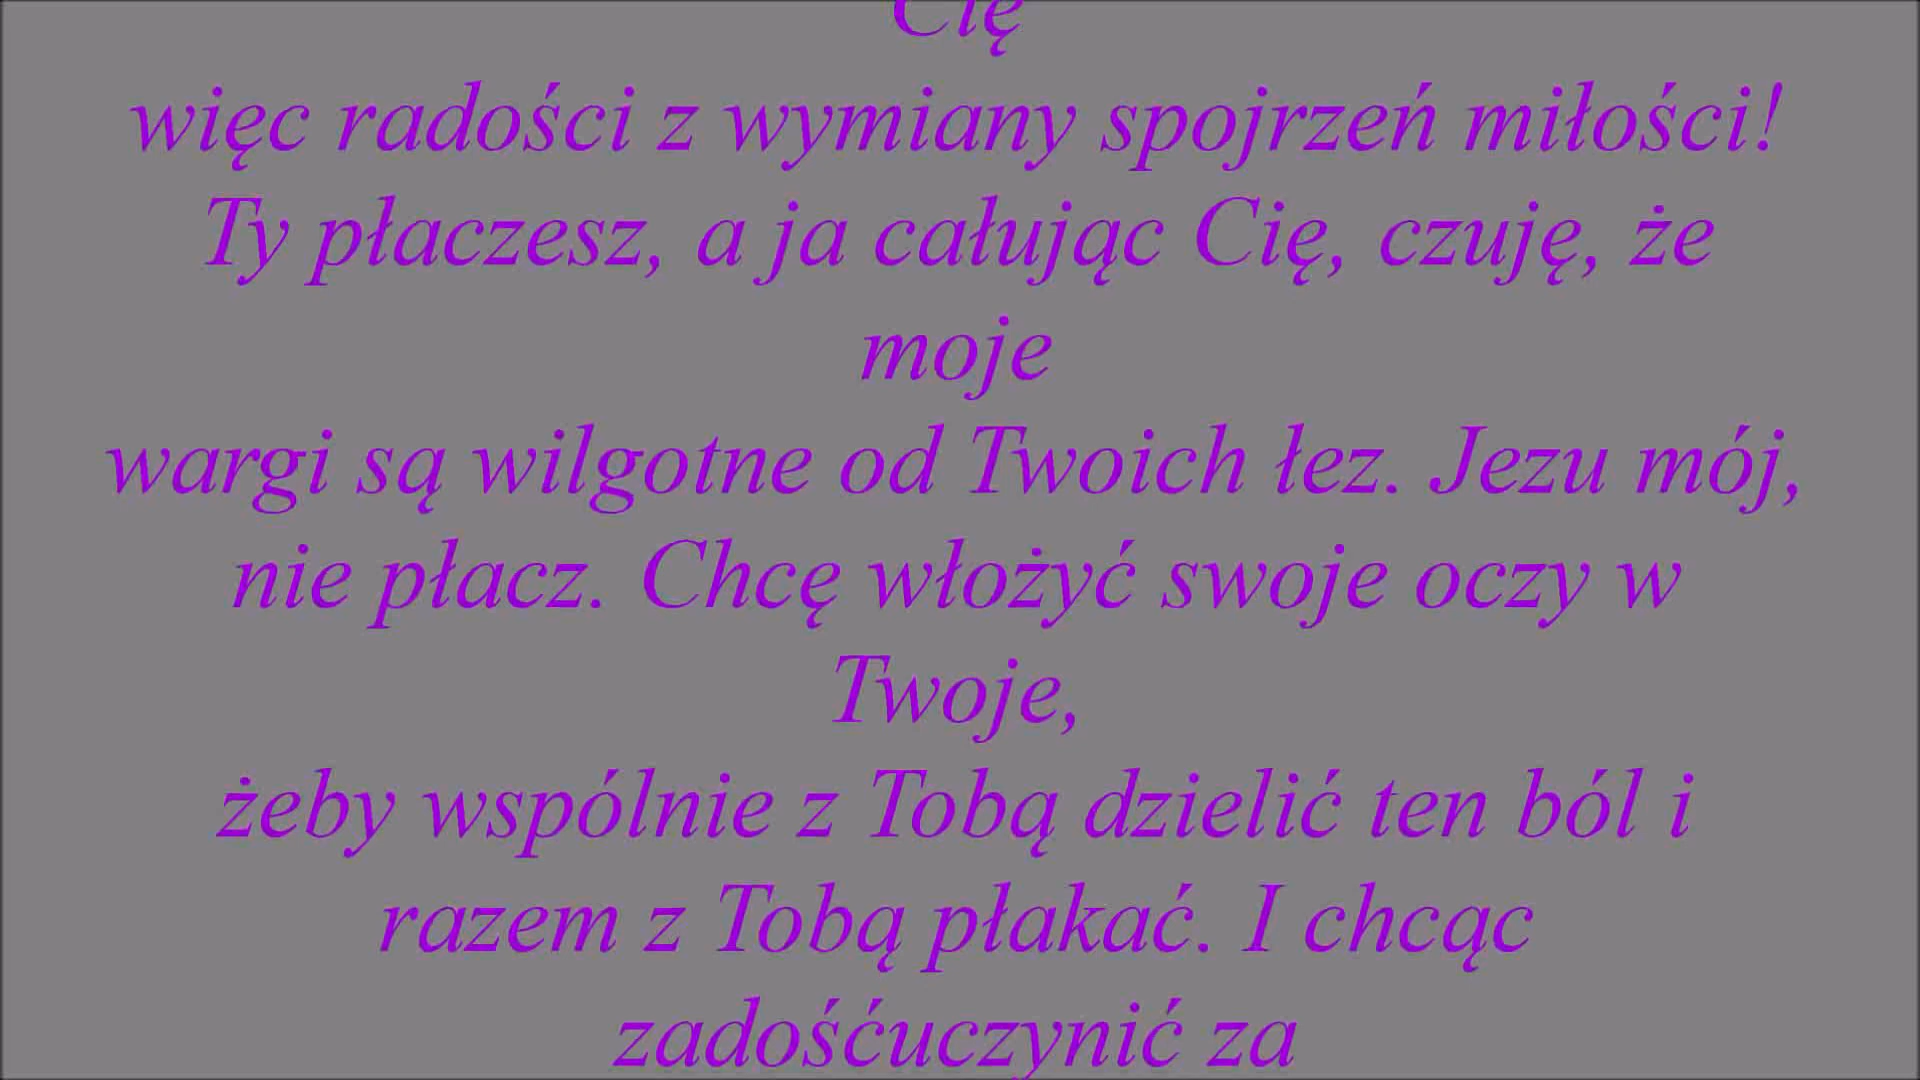 Cię
więc radości z wymiany spojrzeń miłości!
Ty płaczesz, a ja całując Cię, czuję, że
moje
wargi są wilgotne od Twoich łez. Jezu mój,
nie płacz. Chcę włożyć swoje oczy w
Twoje,
żeby wspólnie z Tobą dzielić ten ból i
razem z Tobą płakać. I chcąc
zadośćuczynić za